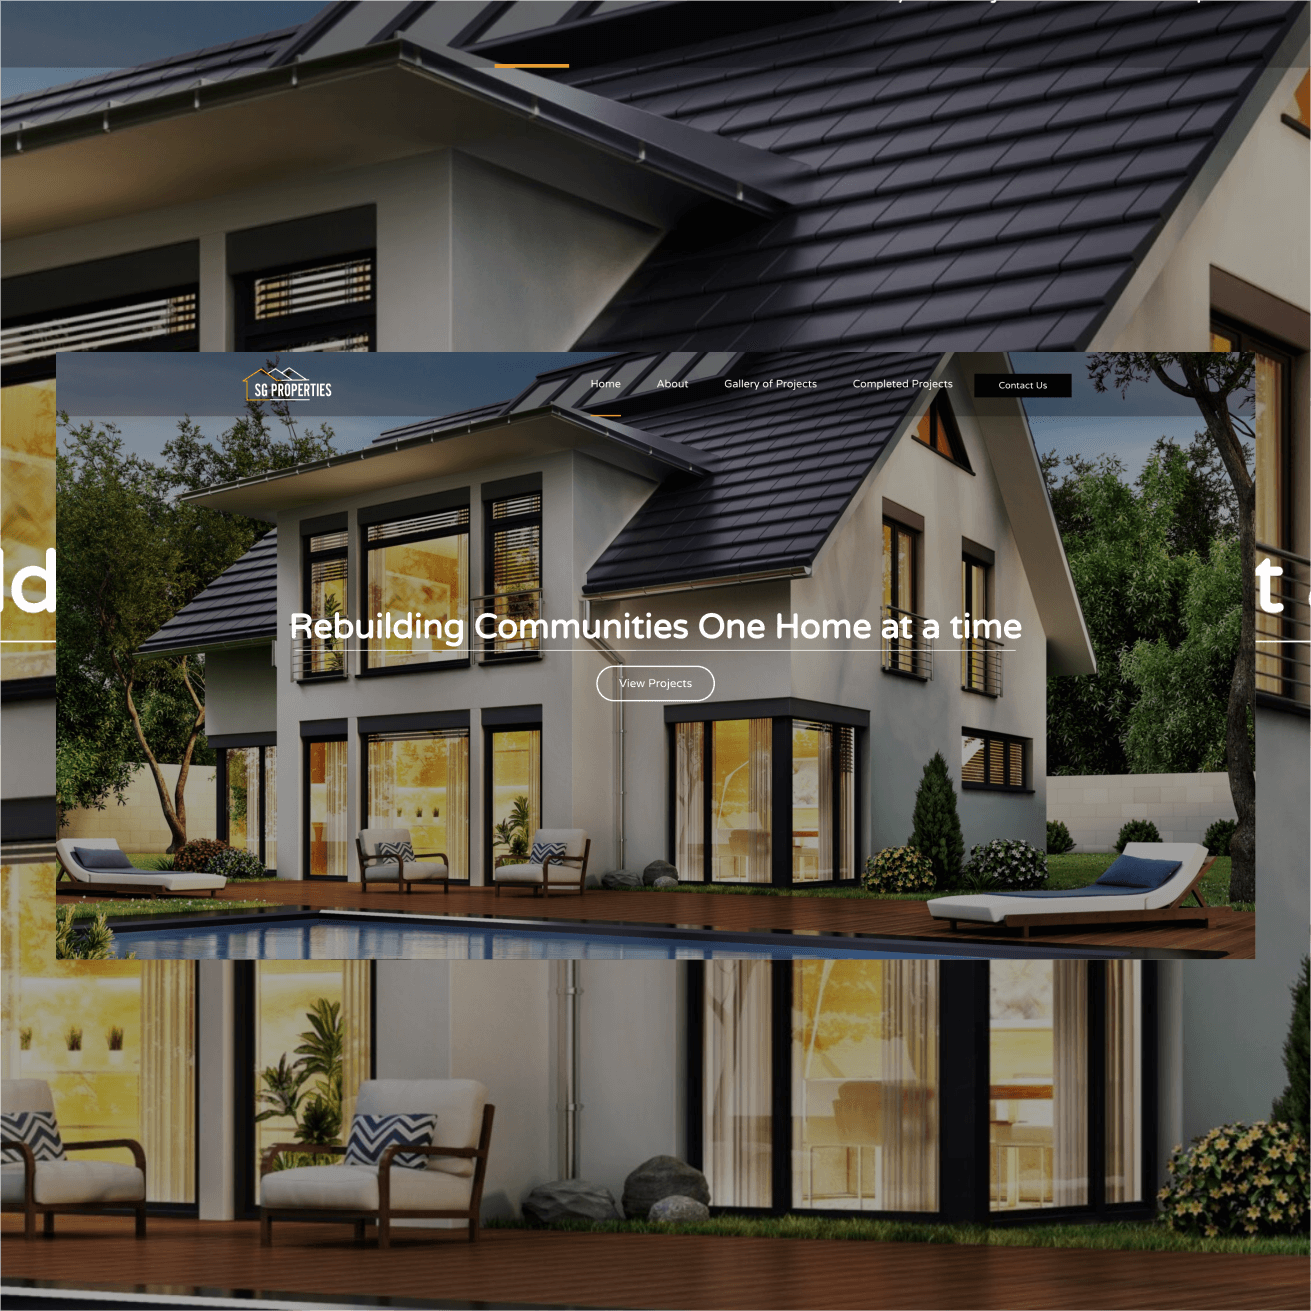 SG PROPERTIES
Home About Gallery of Projects Completed Projects Contact Us
Rebuilding Communities One Home at a time
View Projects